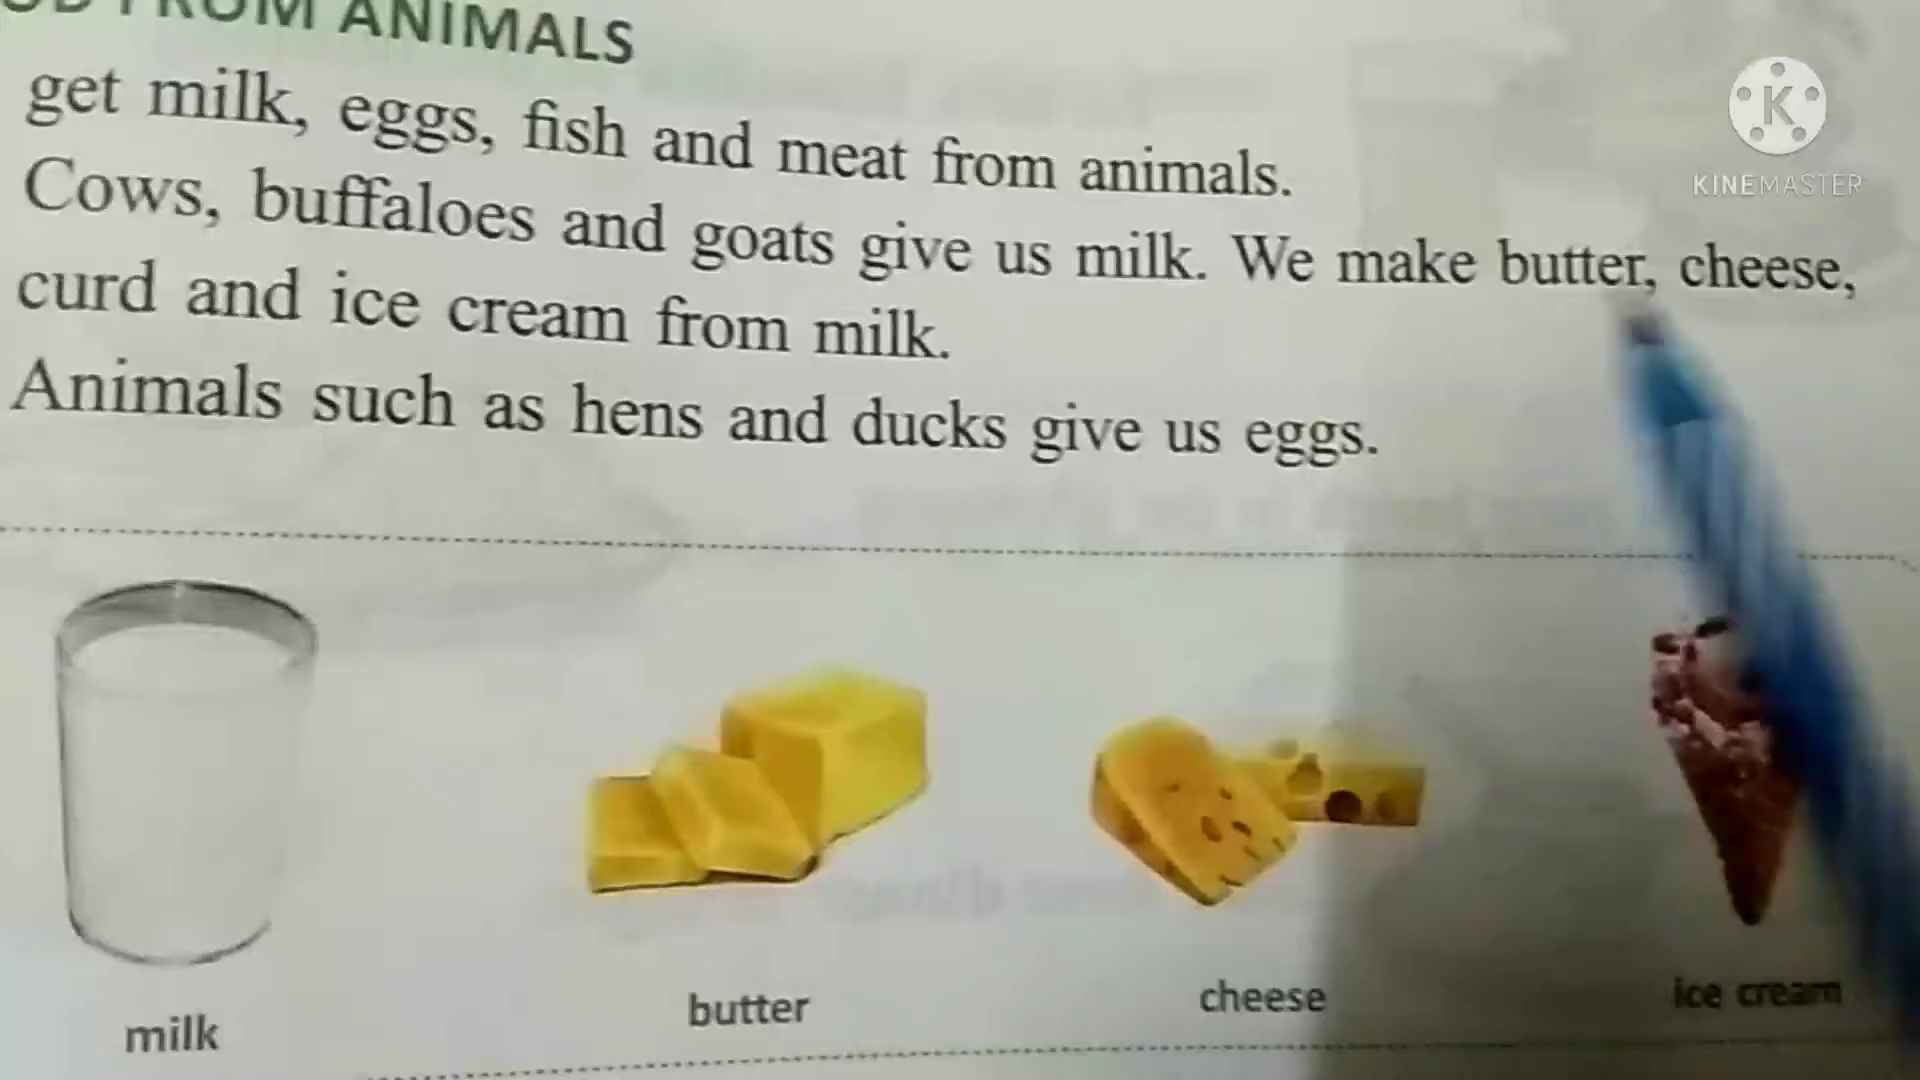 FROM ANIMALS
get milk, eggs, fish and meat from animals.
Cows, buffaloes and goats give us milk. We make butter, cheese,
curd and ice cream from milk.
Animals such as hens and ducks give us eggs.
milk
butter
cheese
ice cream
K
KINEMASTER